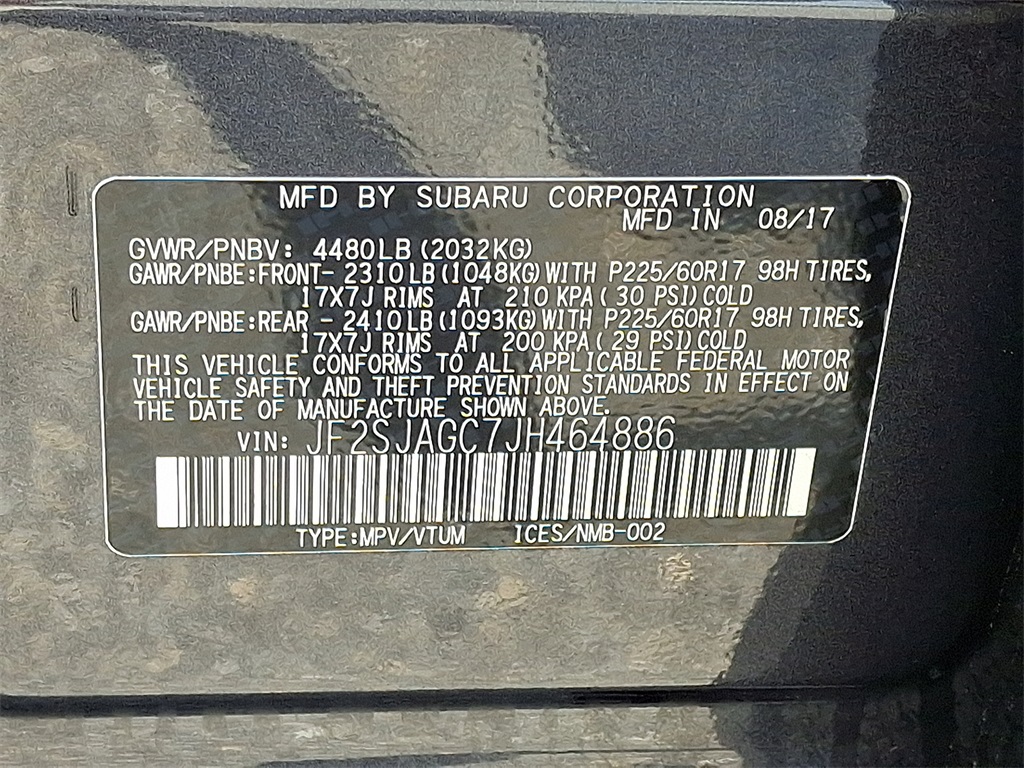 MFD BY SUBARU CORPORATION
MFD IN 08/17
GVWR/PNBV: 4480LB (2032KG)
GAWR/PNBE:FRONT- 2310LB (1048KG) WITH P225/60R17 98H TIRES,
17X7J RIMS AT 210 KPA ( 30 PSI) COLD
GAWR/PNBE:REAR - 2410LB (1093KG) WITH P225/60R17 98H TIRES,
17X7J RIMS AT 200 KPA ( 29 PSI) COLD
THIS VEHICLE CONFORMS TO ALL APPLICABLE FEDERAL MOTOR
VEHICLE SAFETY AND THEFT PREVENTION STANDARDS IN EFFECT ON
THE DATE OF MANUFACTURE SHOWN ABOVE.
VIN: JF2SJAGC7JH464886
TYPE:MPV/VTUM ICES/NMB-002